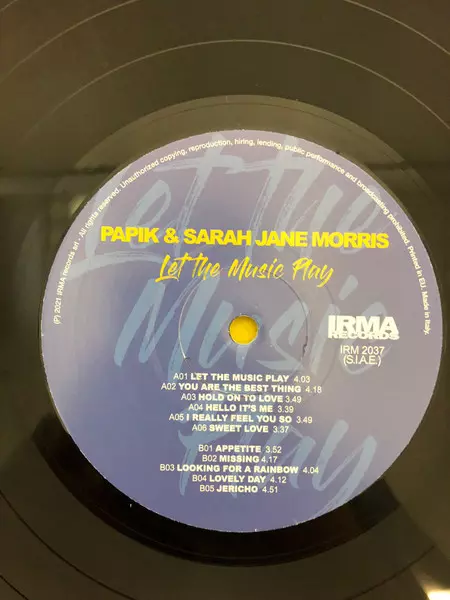 (P) 2021 IRMA records srl - All rights reserved. Unauthorized copying, reproduction, hiring, lending, public performance and broadcasting prohibited. Printed in EU. Made in Italy.
Let the
Music
Play
PAPIK & SARAH JANE MORRIS
Let the Music Play
IRMA
RECORDS
IRM 2037
(S.I.A.E.)
A01 LET THE MUSIC PLAY 4.03
A02 YOU ARE THE BEST THING 4.18
A03 HOLD ON TO LOVE 3.49
A04 HELLO IT'S ME 3.39
A05 I REALLY FEEL YOU SO 3.49
A06 SWEET LOVE 3.37
B01 APPETITE 3.52
B02 MISSING 4.17
B03 LOOKING FOR A RAINBOW 4.04
B04 LOVELY DAY 4.12
B05 JERICHO 4.51